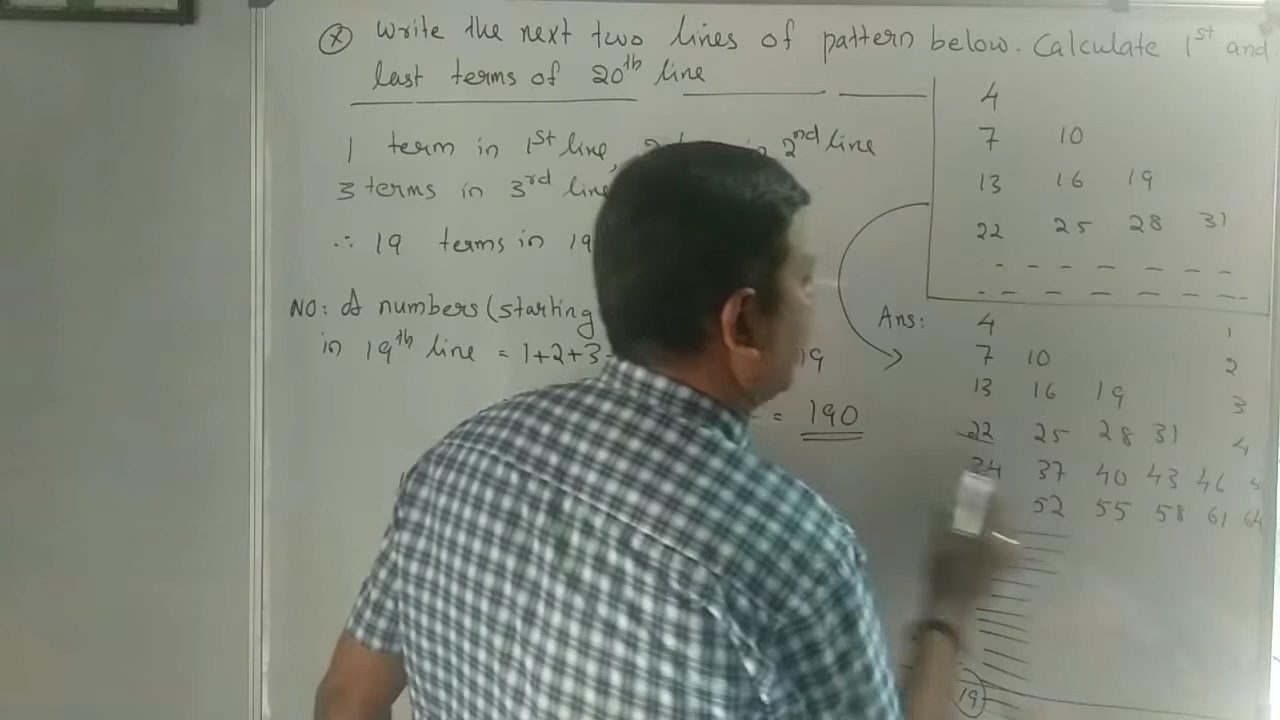 (x) Write the next two lines of pattern below. Calculate 1st and
last terms of 20th line
1 term in 1st line, in 2nd line
3 terms in 3rd line
∴ 19 terms in 19
NO: of numbers (starting
in 19th line = 1+2+3 19
= 190
4
7 10
13 16 19
22 25 28 31
- - - - - -
- - - - - - -
Ans:
4 1
7 10 2
13 16 19 3
22 25 28 31 4
34 37 40 43 46 5
52 55 58 61 64
19